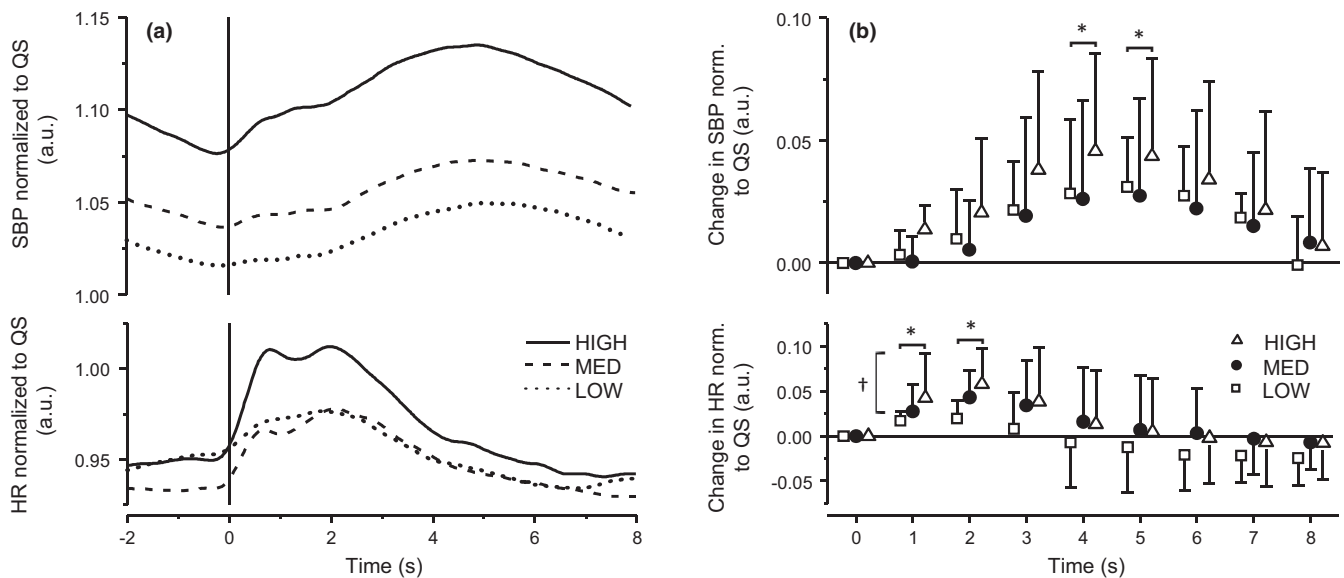 (a)
SBP normalized to QS
(a.u.)
1.15
1.10
1.05
1.00
HR normalized to QS
(a.u.)
1.00
0.95
HIGH
MED
LOW
-2
0
2
4
6
8
Time (s)
(b)
Change in SBP norm.
to QS (a.u.)
0.10
0.05
0.00
*
*
Change in HR norm.
to QS (a.u.)
0.10
0.05
0.00
-0.05
†
*
*
HIGH
MED
LOW
0
1
2
3
4
5
6
7
8
Time (s)